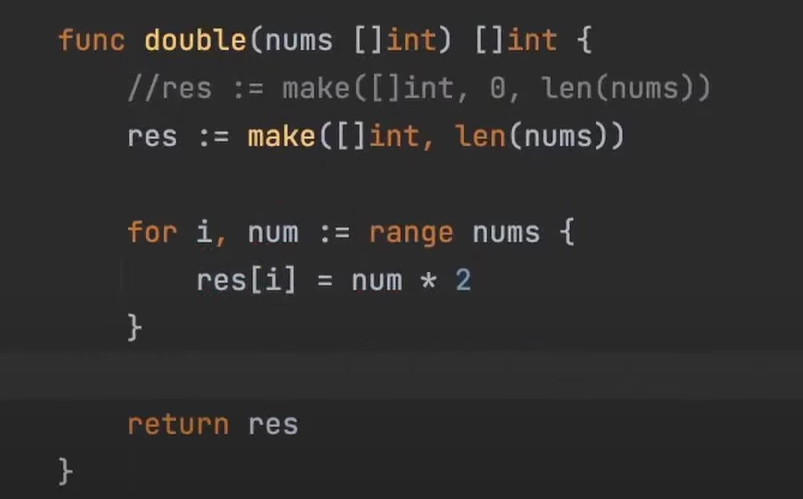 func double(nums []int) []int {
//res := make([]int, 0, len(nums))
res := make([]int, len(nums))
for i, num := range nums {
res[i] = num * 2
}
return res
}